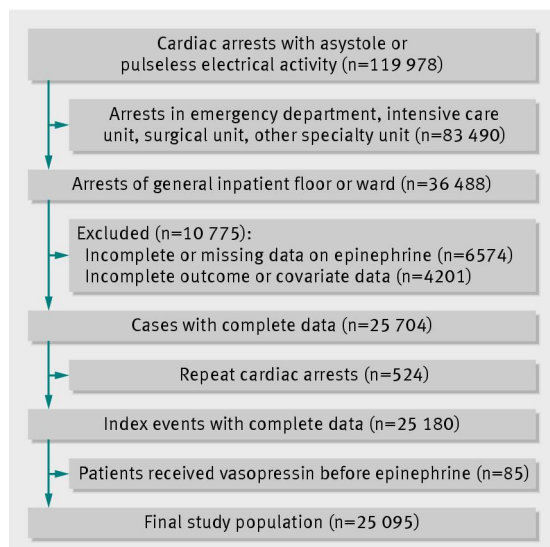 Cardiac arrests with asystole or
pulseless electrical activity (n=119 978)
Arrests in emergency department, intensive care
unit, surgical unit, other specialty unit (n=83 490)
Arrests of general inpatient floor or ward (n=36 488)
Excluded (n=10 775):
Incomplete or missing data on epinephrine (n=6574)
Incomplete outcome or covariate data (n=4201)
Cases with complete data (n=25 704)
Repeat cardiac arrests (n=524)
Index events with complete data (n=25 180)
Patients received vasopressin before epinephrine (n=85)
Final study population (n=25 095)